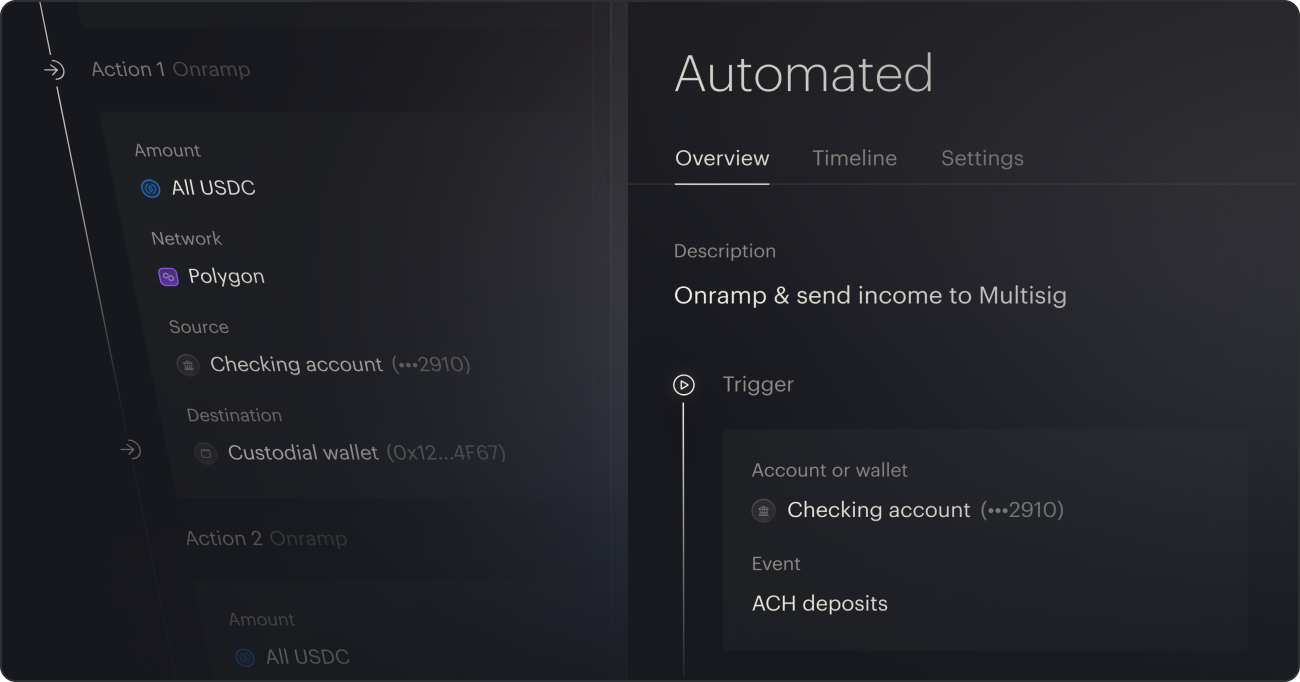 Action 1 Onramp
Amount
All USDC
Network
Polygon
Source
Checking account (•••2910)
Destination
Custodial wallet (0x12...4F67)
Action 2 Onramp
Amount
All USDC
Automated
Overview Timeline Settings
Description
Onramp & send income to Multisig
Trigger
Account or wallet
Checking account (•••2910)
Event
ACH deposits